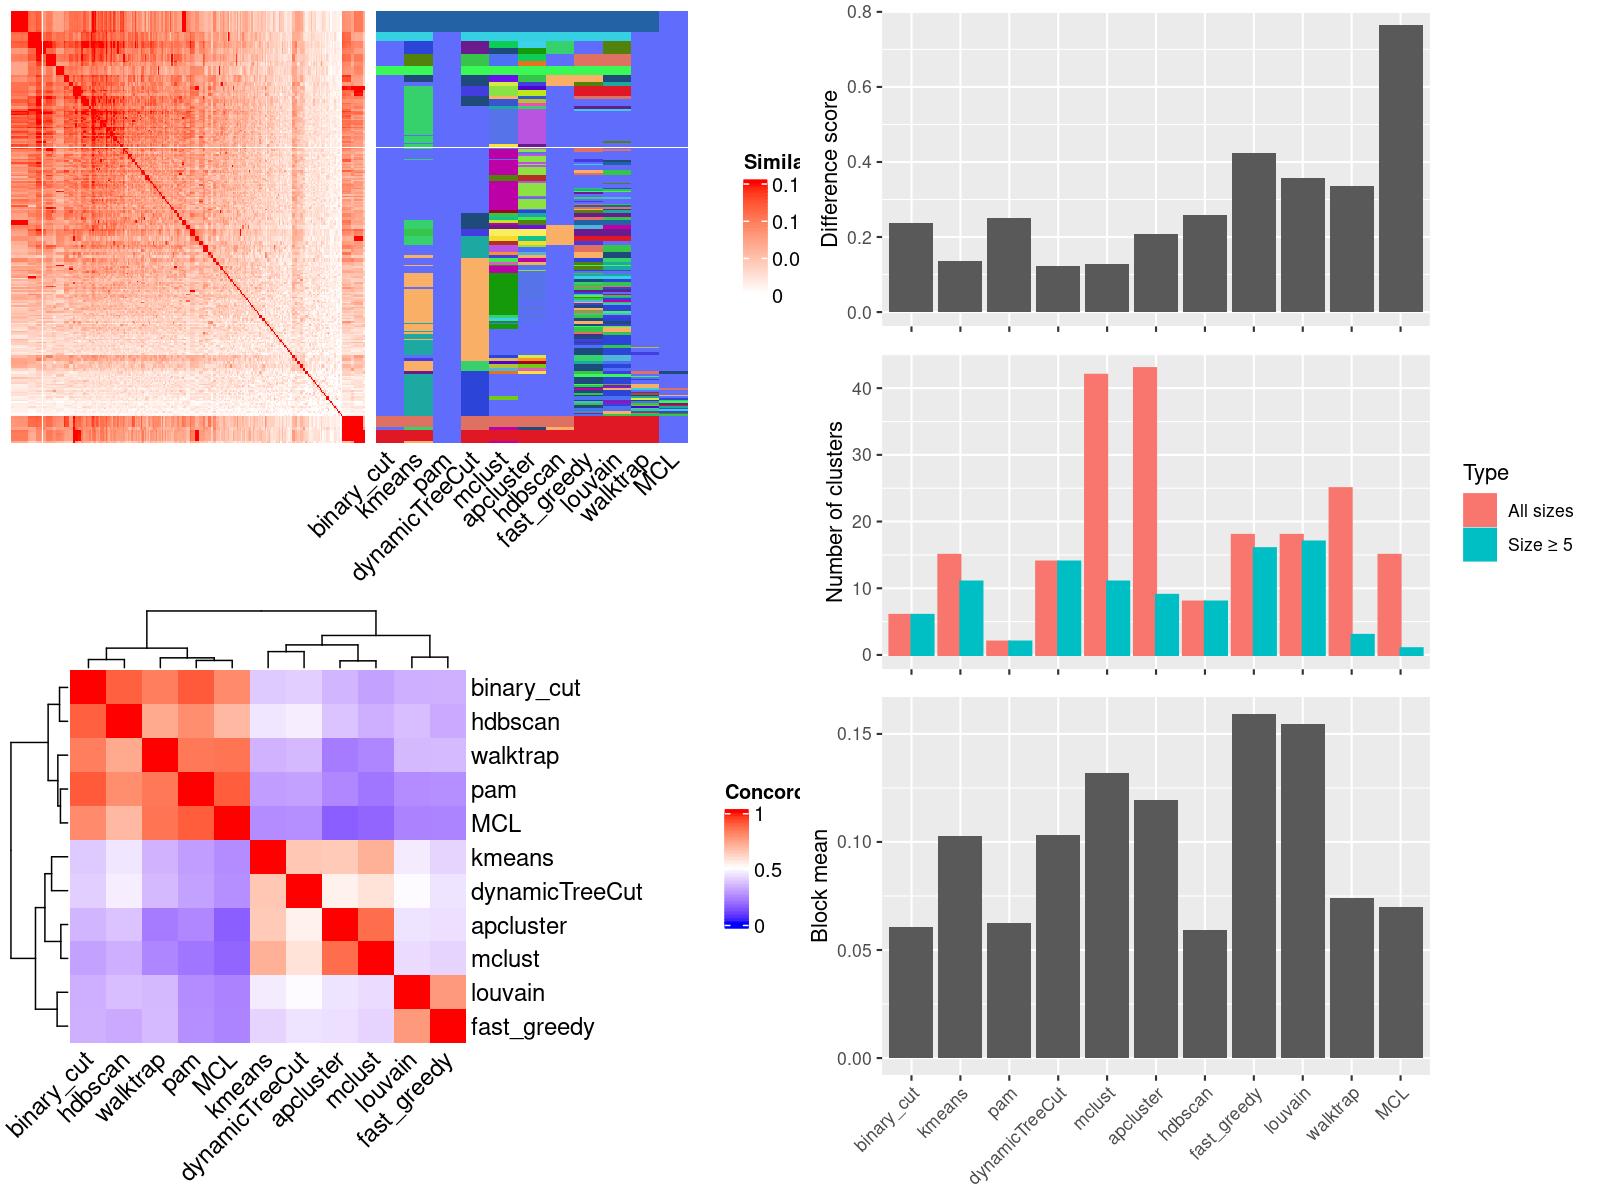 Simila
0.1
0.1
0.0
0
binary_cut
kmeans
pam
dynamicTreeCut
mclust
apcluster
hdbscan
fast_greedy
louvain
walktrap
MCL
binary_cut
hdbscan
walktrap
pam
MCL
kmeans
dynamicTreeCut
apcluster
mclust
louvain
fast_greedy
binary_cut
hdbscan
walktrap
pam
MCL
kmeans
dynamicTreeCut
apcluster
mclust
louvain
fast_greedy
Concord
1
0.5
0
Difference score
0.8
0.6
0.4
0.2
0.0
Number of clusters
40
30
20
10
0
Type
All sizes
Size ≥ 5
Block mean
0.15
0.10
0.05
0.00
binary_cut
kmeans
pam
dynamicTreeCut
mclust
apcluster
hdbscan
fast_greedy
louvain
walktrap
MCL